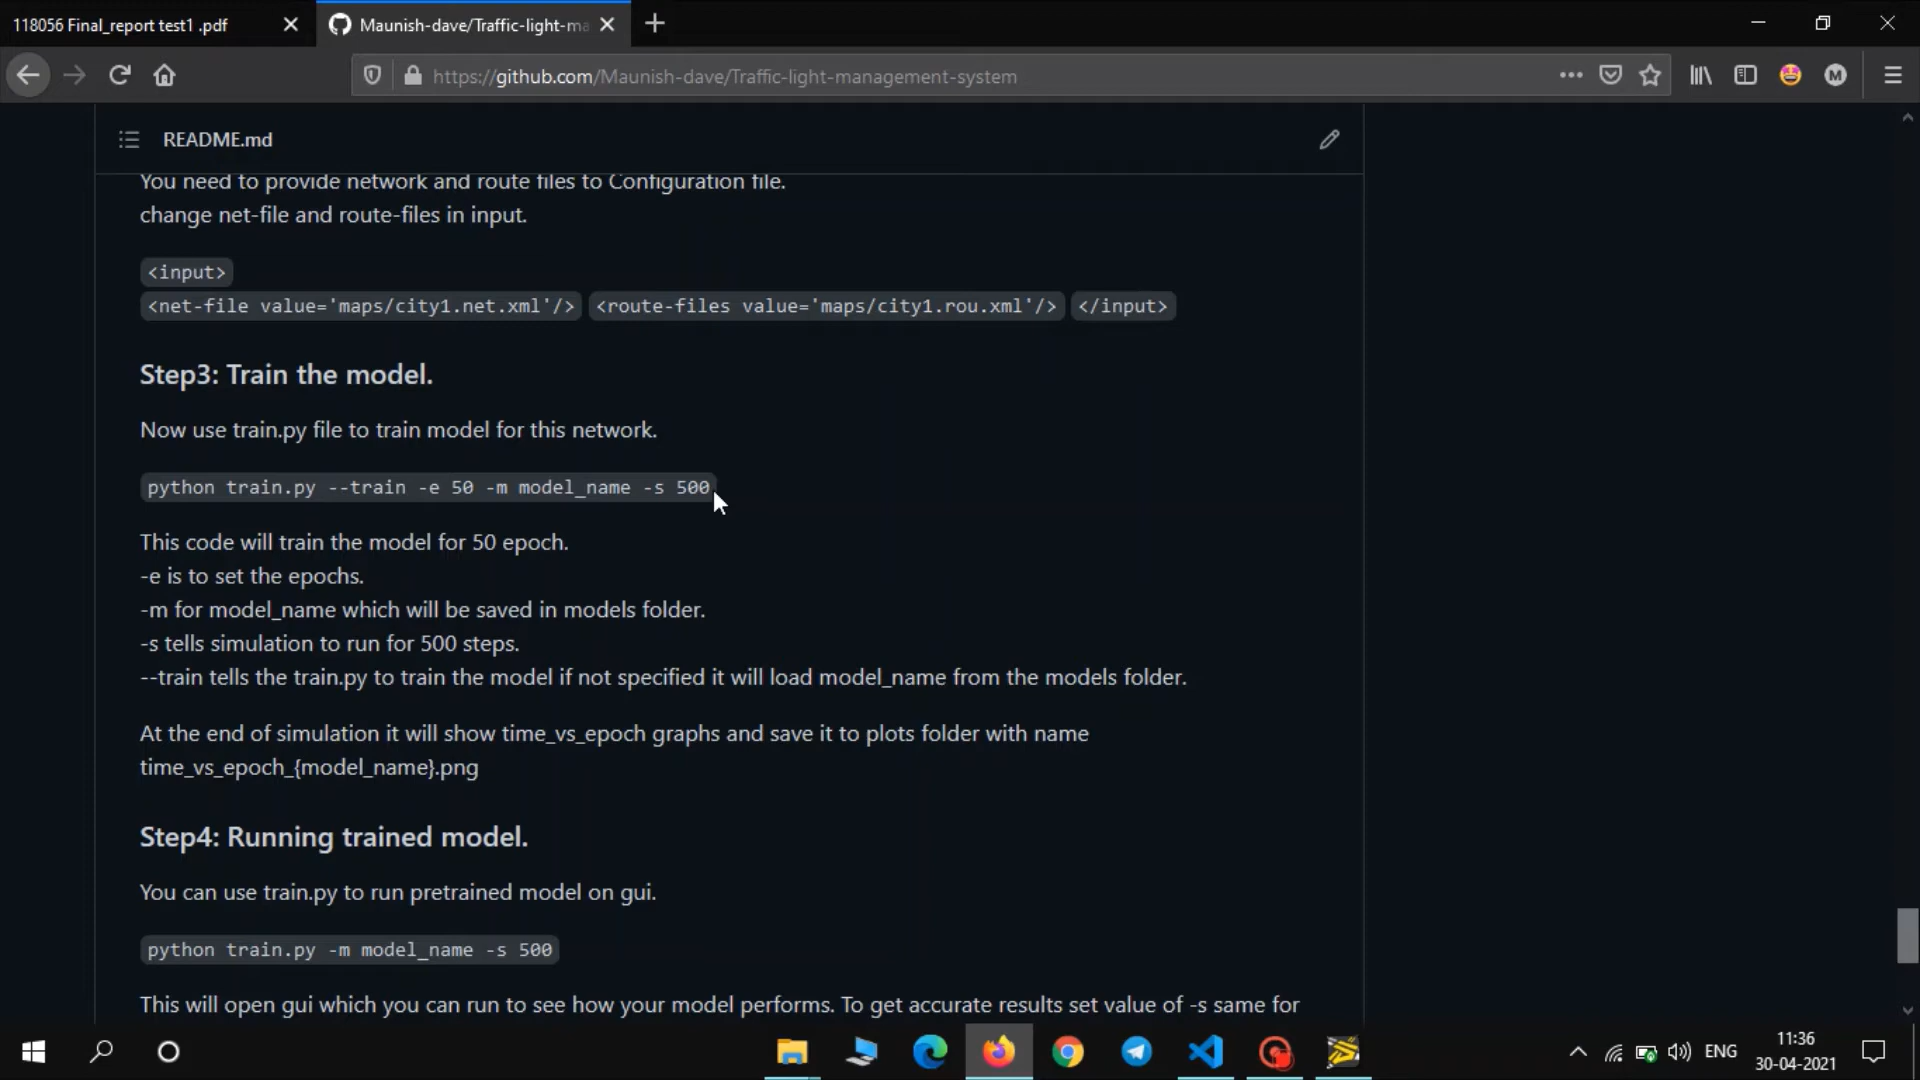 118056 Final_report test1 .pdf
Maunish-dave/Traffic-light-ma
https://github.com/Maunish-dave/Traffic-light-management-system
README.md
You need to provide network and route files to Configuration file.
change net-file and route-files in input.
<input>
<net-file value='maps/city1.net.xml'/> <route-files value='maps/city1.rou.xml'/> </input>
Step3: Train the model.
Now use train.py file to train model for this network.
python train.py --train -e 50 -m model_name -s 500
This code will train the model for 50 epoch.
-e is to set the epochs.
-m for model_name which will be saved in models folder.
-s tells simulation to run for 500 steps.
--train tells the train.py to train the model if not specified it will load model_name from the models folder.
At the end of simulation it will show time_vs_epoch graphs and save it to plots folder with name
time_vs_epoch_{model_name}.png
Step4: Running trained model.
You can use train.py to run pretrained model on gui.
python train.py -m model_name -s 500
This will open gui which you can run to see how your model performs. To get accurate results set value of -s same for
ENG
11:36
30-04-2021